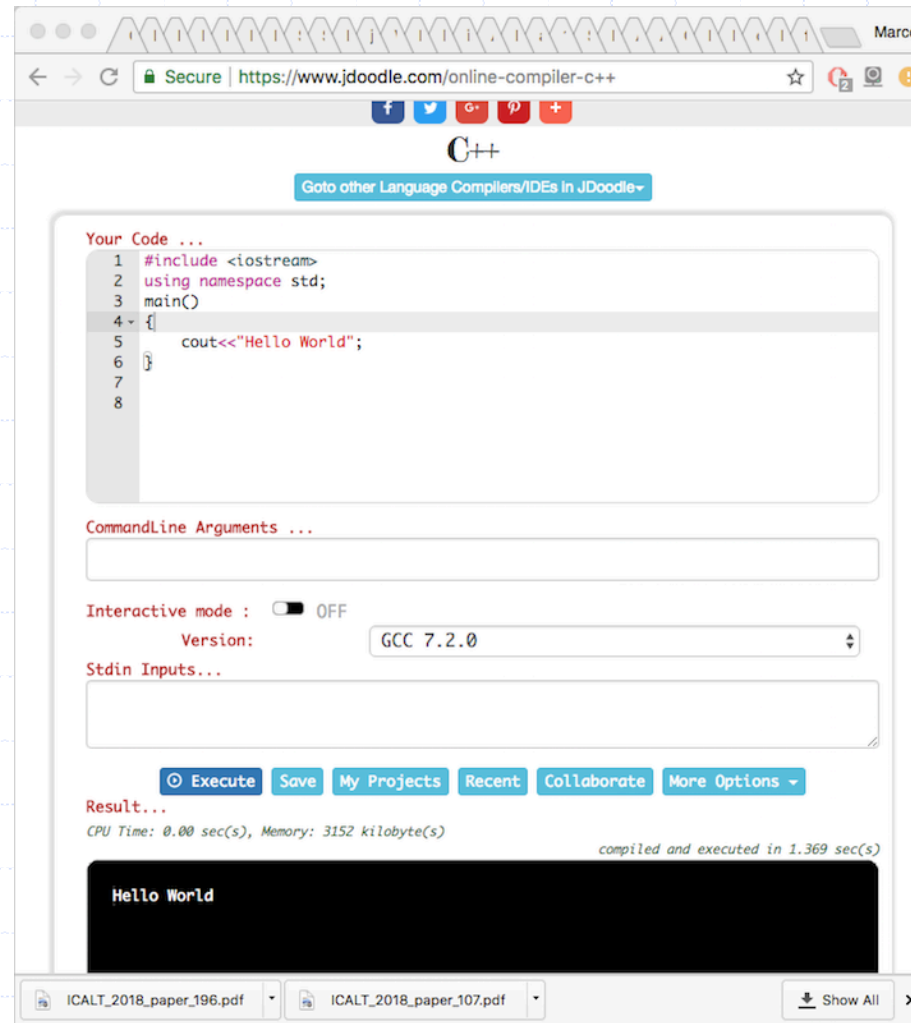 Marc
Secure | https://www.jdoodle.com/online-compiler-c++
2
f G+ +
C++
Goto other Language Compilers/IDEs in JDoodle
Your Code ...
1 #include <iostream>
2 using namespace std;
3 main()
4 {
5 cout<<"Hello World";
6 }
7
8
CommandLine Arguments ...
Interactive mode : OFF
Version: GCC 7.2.0
Stdin Inputs...
Execute Save My Projects Recent Collaborate More Options
Result...
CPU Time: 0.00 sec(s), Memory: 3152 kilobyte(s)
compiled and executed in 1.369 sec(s)
Hello World
ICALT_2018_paper_196.pdf ICALT_2018_paper_107.pdf Show All